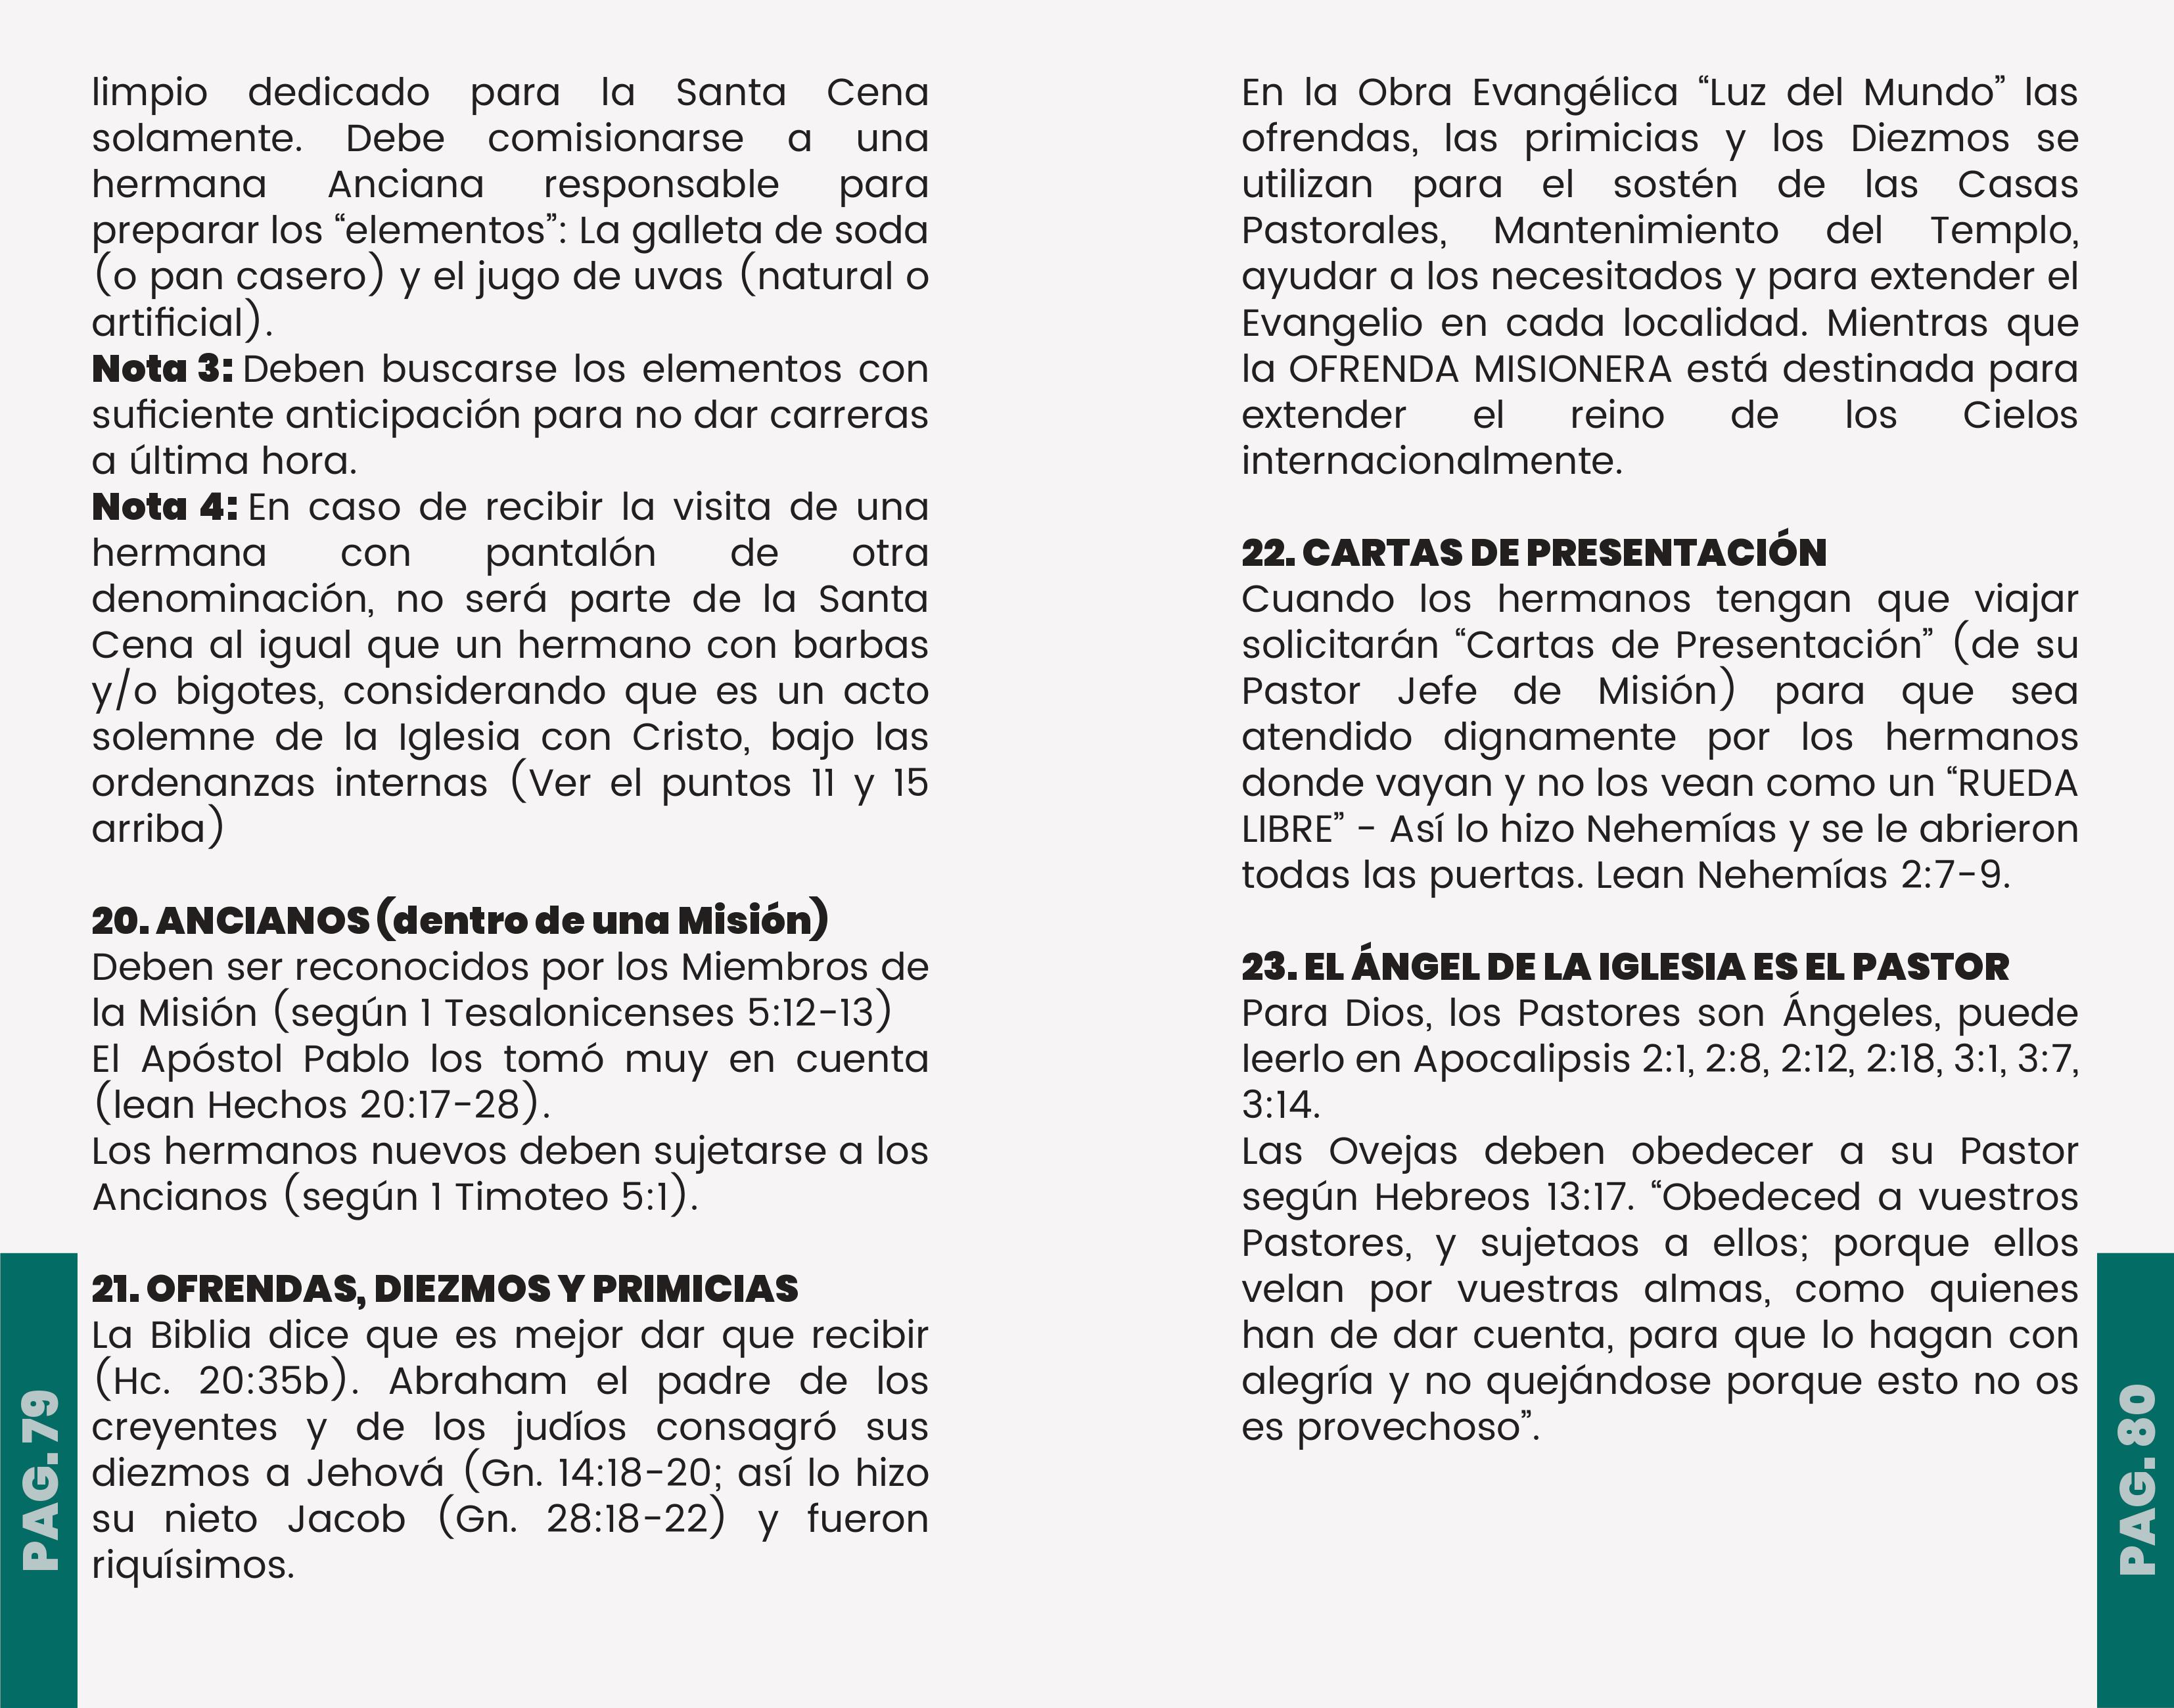 limpio dedicado para la Santa Cena
solamente. Debe comisionarse a una
hermana Anciana responsable para
preparar los “elementos”: La galleta de soda
(o pan casero) y el jugo de uvas (natural o
artificial).
Nota 3: Deben buscarse los elementos con
suficiente anticipación para no dar carreras
a última hora.
Nota 4: En caso de recibir la visita de una
hermana con pantalón de otra
denominación, no será parte de la Santa
Cena al igual que un hermano con barbas
y/o bigotes, considerando que es un acto
solemne de la Iglesia con Cristo, bajo las
ordenanzas internas (Ver el puntos 11 y 15
arriba)
20. ANCIANOS (dentro de una Misión)
Deben ser reconocidos por los Miembros de
la Misión (según 1 Tesalonicenses 5:12-13)
El Apóstol Pablo los tomó muy en cuenta
(lean Hechos 20:17-28).
Los hermanos nuevos deben sujetarse a los
Ancianos (según 1 Timoteo 5:1).
21. OFRENDAS, DIEZMOS Y PRIMICIAS
La Biblia dice que es mejor dar que recibir
(Hc. 20:35b). Abraham el padre de los
creyentes y de los judíos consagró sus
diezmos a Jehová (Gn. 14:18-20; así lo hizo
su nieto Jacob (Gn. 28:18-22) y fueron
riquísimos.
PAG. 79
En la Obra Evangélica “Luz del Mundo” las
ofrendas, las primicias y los Diezmos se
utilizan para el sostén de las Casas
Pastorales, Mantenimiento del Templo,
ayudar a los necesitados y para extender el
Evangelio en cada localidad. Mientras que
la OFRENDA MISIONERA está destinada para
extender el reino de los Cielos
internacionalmente.
22. CARTAS DE PRESENTACIÓN
Cuando los hermanos tengan que viajar
solicitarán “Cartas de Presentación” (de su
Pastor Jefe de Misión) para que sea
atendido dignamente por los hermanos
donde vayan y no los vean como un “RUEDA
LIBRE” - Así lo hizo Nehemías y se le abrieron
todas las puertas. Lean Nehemías 2:7-9.
23. EL ÁNGEL DE LA IGLESIA ES EL PASTOR
Para Dios, los Pastores son Ángeles, puede
leerlo en Apocalipsis 2:1, 2:8, 2:12, 2:18, 3:1, 3:7,
3:14.
Las Ovejas deben obedecer a su Pastor
según Hebreos 13:17. “Obedeced a vuestros
Pastores, y sujetaos a ellos; porque ellos
velan por vuestras almas, como quienes
han de dar cuenta, para que lo hagan con
alegría y no quejándose porque esto no os
es provechoso”.
PAG. 80